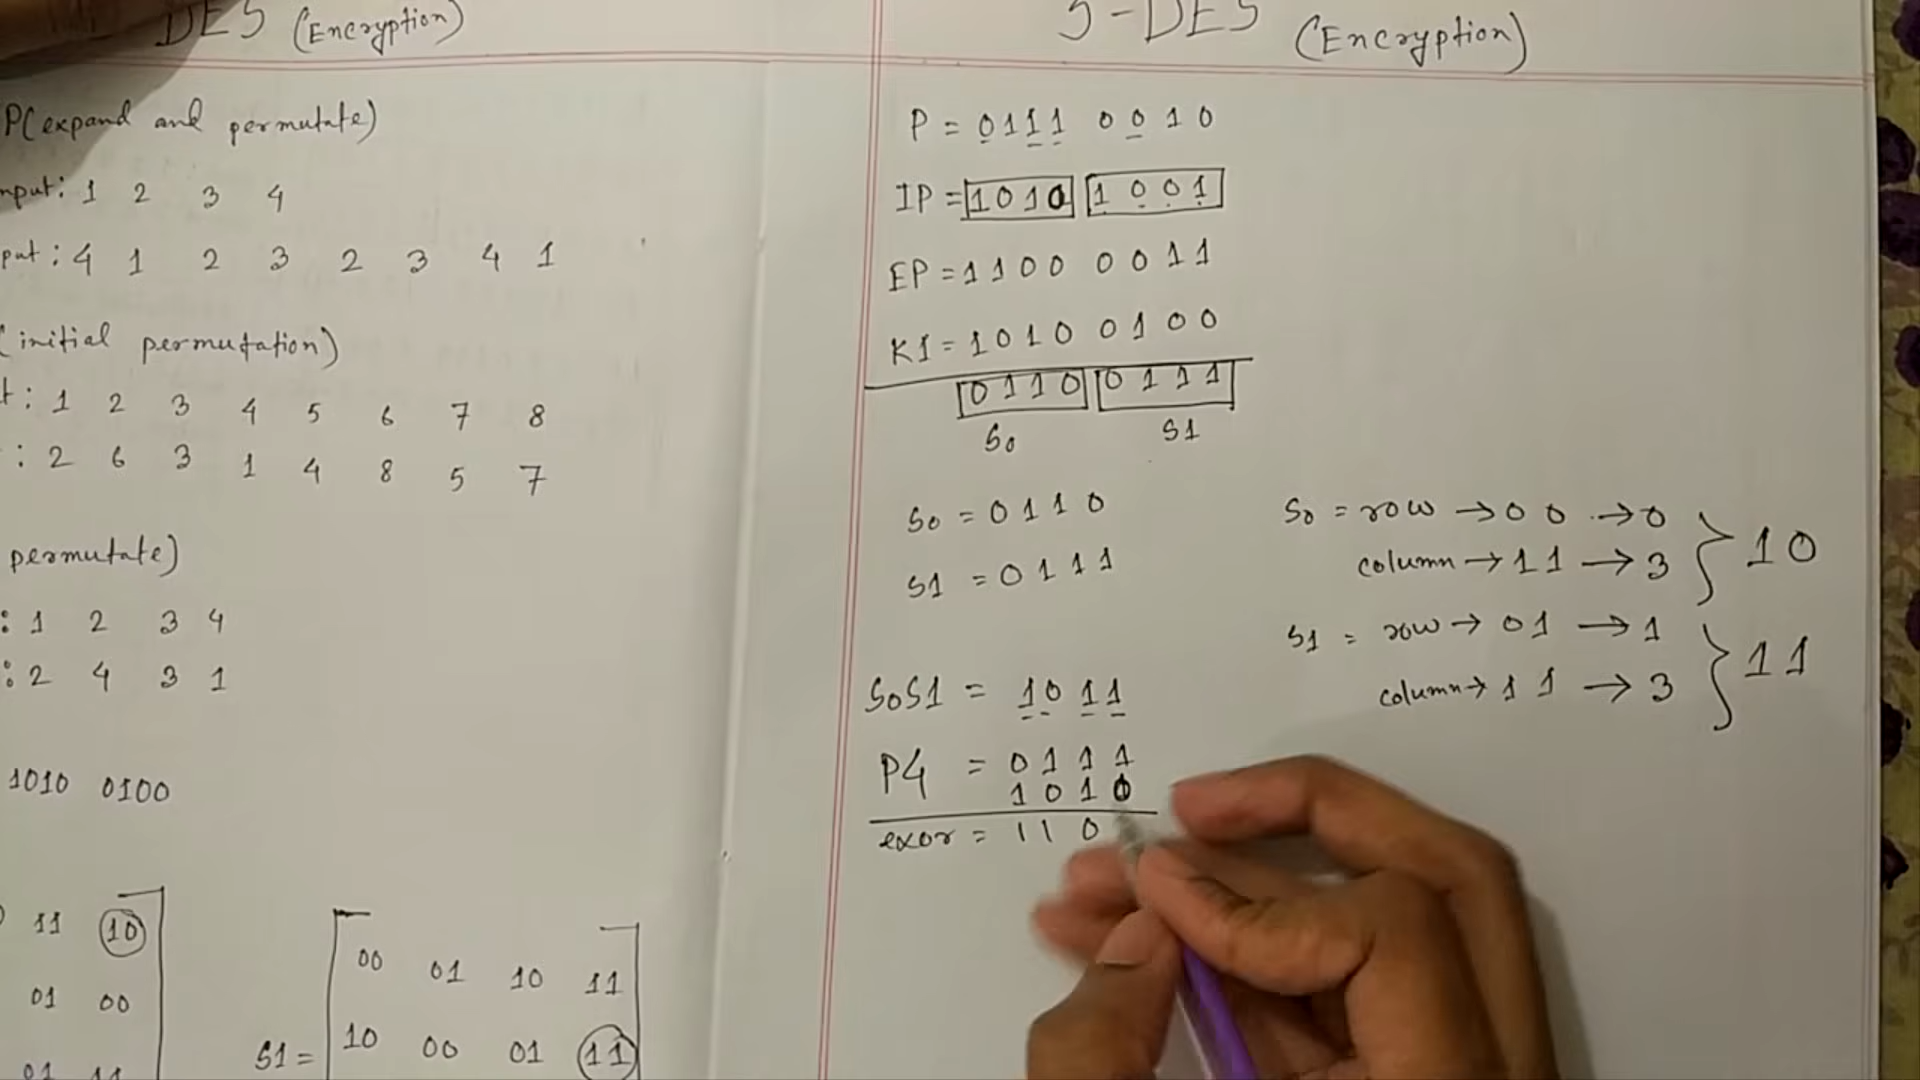 DES (Encryption)
P(expand and permutate)
nput: 1 2 3 4
put: 4 1 2 3 2 3 4 1
(initial permutation)
t: 1 2 3 4 5 6 7 8
: 2 6 3 1 4 8 5 7
permutate)
: 1 2 3 4
: 2 4 3 1
1010 0100
11 10
01 00
01 11
S1 =
00 01 10 11
10 00 01 11
S-DES (Encryption)
P = 0111 0010
IP = 1010 1001
EP = 1100 0011
K1 = 1010 0100
0110 0111
S0 S1
S0 = 0110
S1 = 0111
S0S1 = 1011
P4 = 0111
1010
exor = 110
S0 = row → 00 → 0
column → 11 → 3
} 10
S1 = row → 01 → 1
column → 11 → 3
} 11